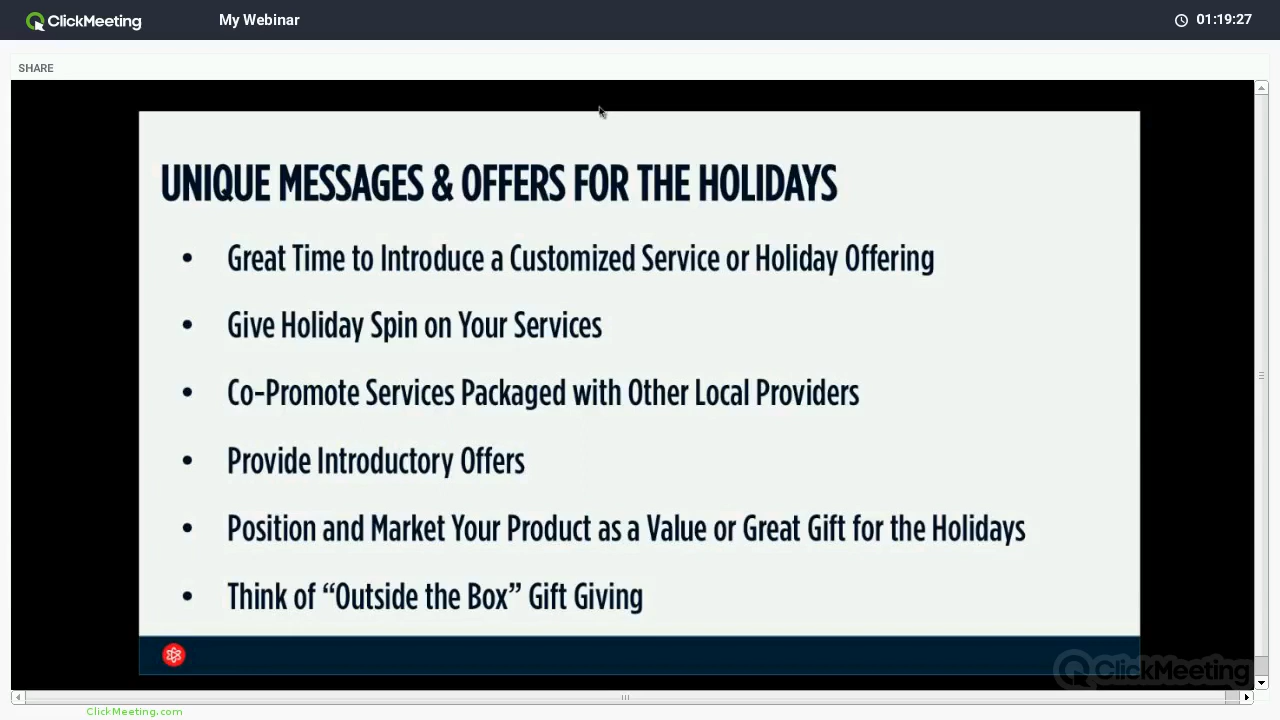 ClickMeeting My Webinar 01:19:27
SHARE
UNIQUE MESSAGES & OFFERS FOR THE HOLIDAYS
• Great Time to Introduce a Customized Service or Holiday Offering
• Give Holiday Spin on Your Services
• Co-Promote Services Packaged with Other Local Providers
• Provide Introductory Offers
• Position and Market Your Product as a Value or Great Gift for the Holidays
• Think of “Outside the Box” Gift Giving
ClickMeeting
ClickMeeting.com